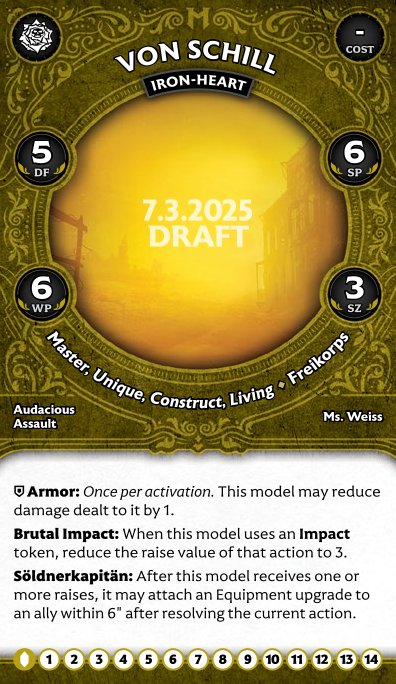 VON SCHILL
IRON-HEART
-
COST
5
DF
6
SP
7.3.2025
DRAFT
6
WP
3
SZ
Master, Unique, Construct, Living • Freikorps
Audacious
Assault
Ms. Weiss
Armor: Once per activation. This model may reduce
damage dealt to it by 1.
Brutal Impact: When this model uses an Impact
token, reduce the raise value of that action to 3.
Söldnerkapitän: After this model receives one or
more raises, it may attach an Equipment upgrade to
an ally within 6" after resolving the current action.
1 2 3 4 5 6 7 8 9 10 11 12 13 14